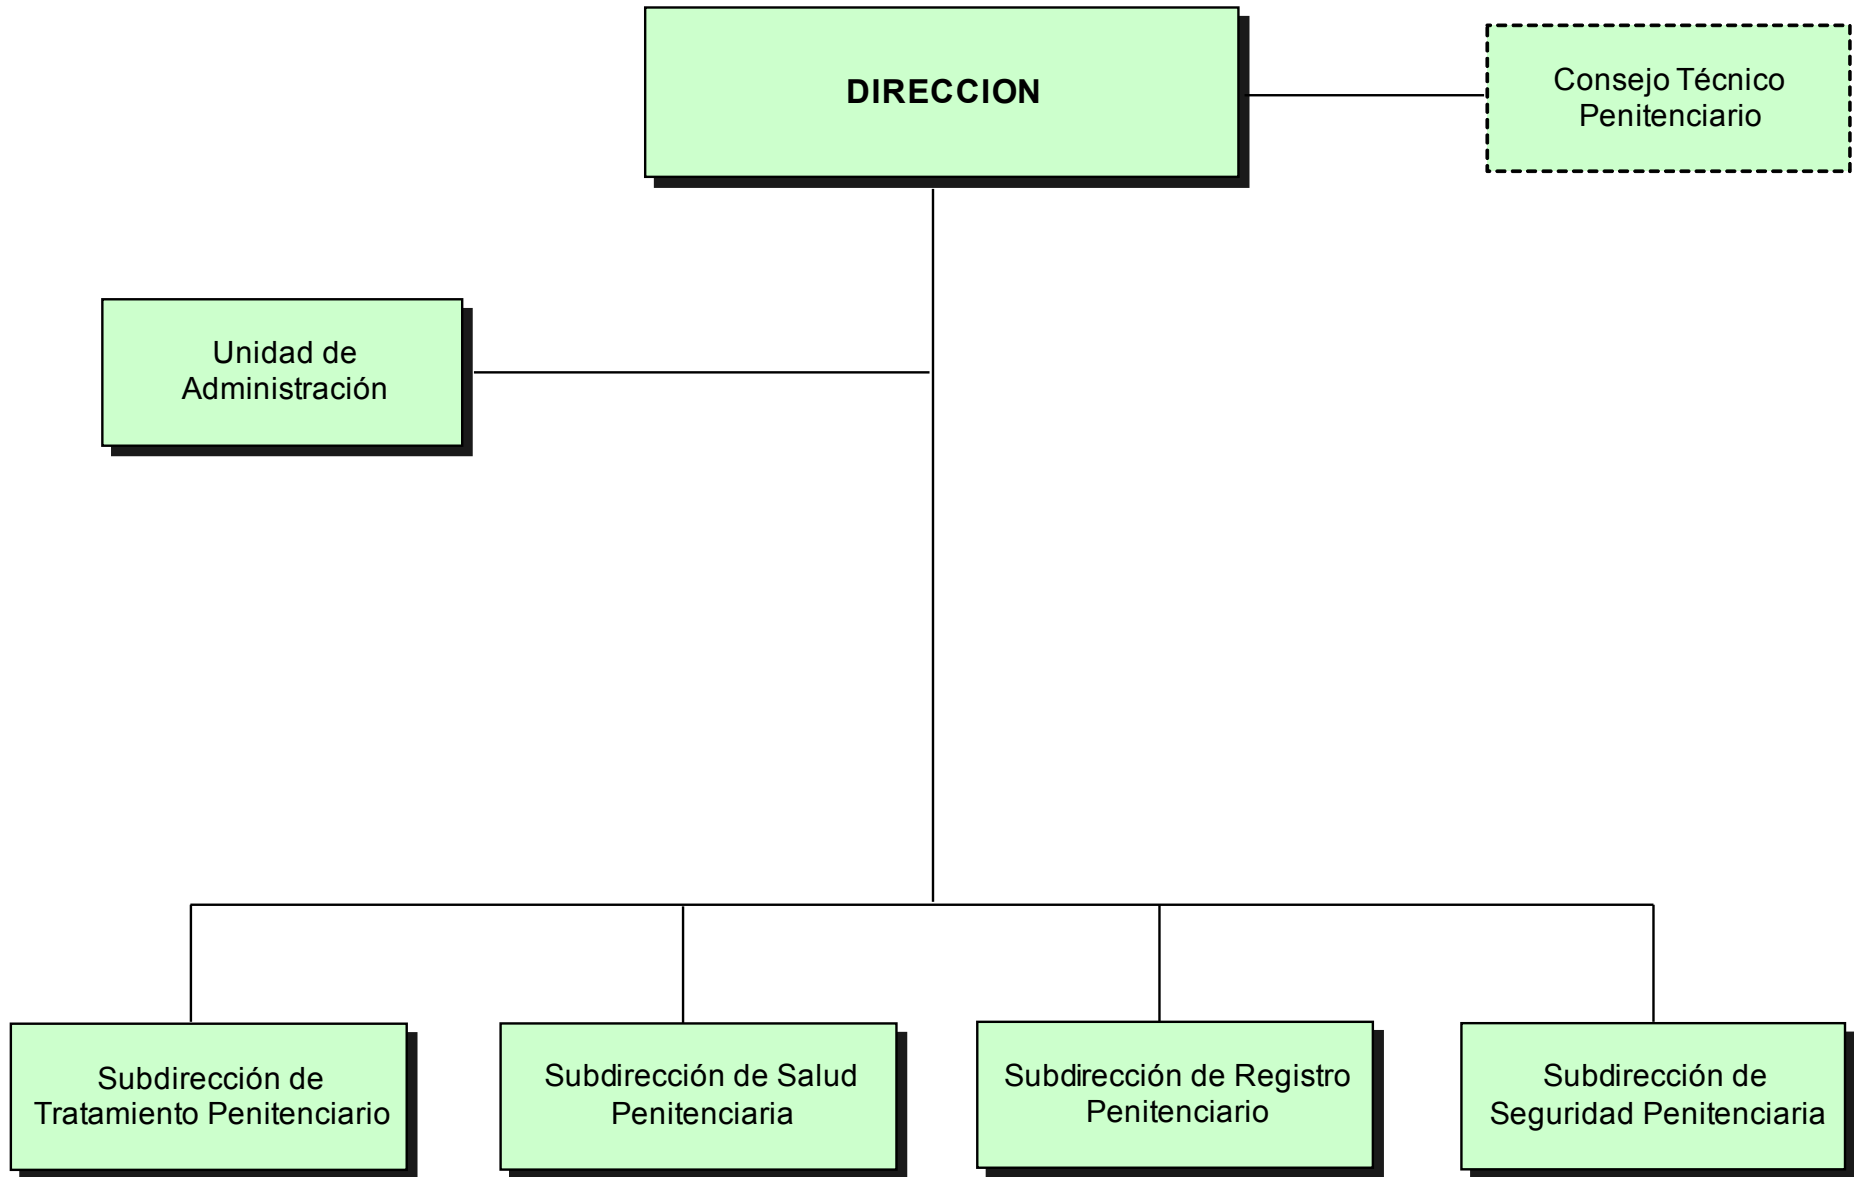 DIRECCION
Consejo Técnico
Penitenciario
Unidad de
Administración
Subdirección de
Tratamiento Penitenciario
Subdirección de Salud
Penitenciaria
Subdirección de Registro
Penitenciario
Subdirección de
Seguridad Penitenciaria